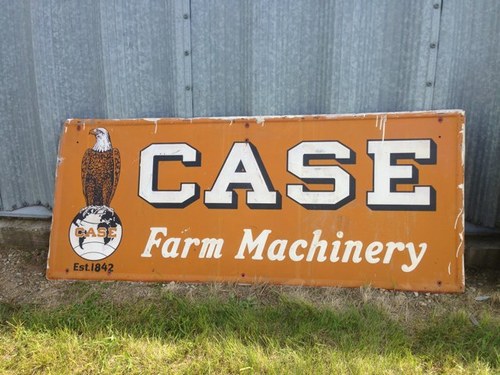 CASE
Farm Machinery
CASE
Est.1842